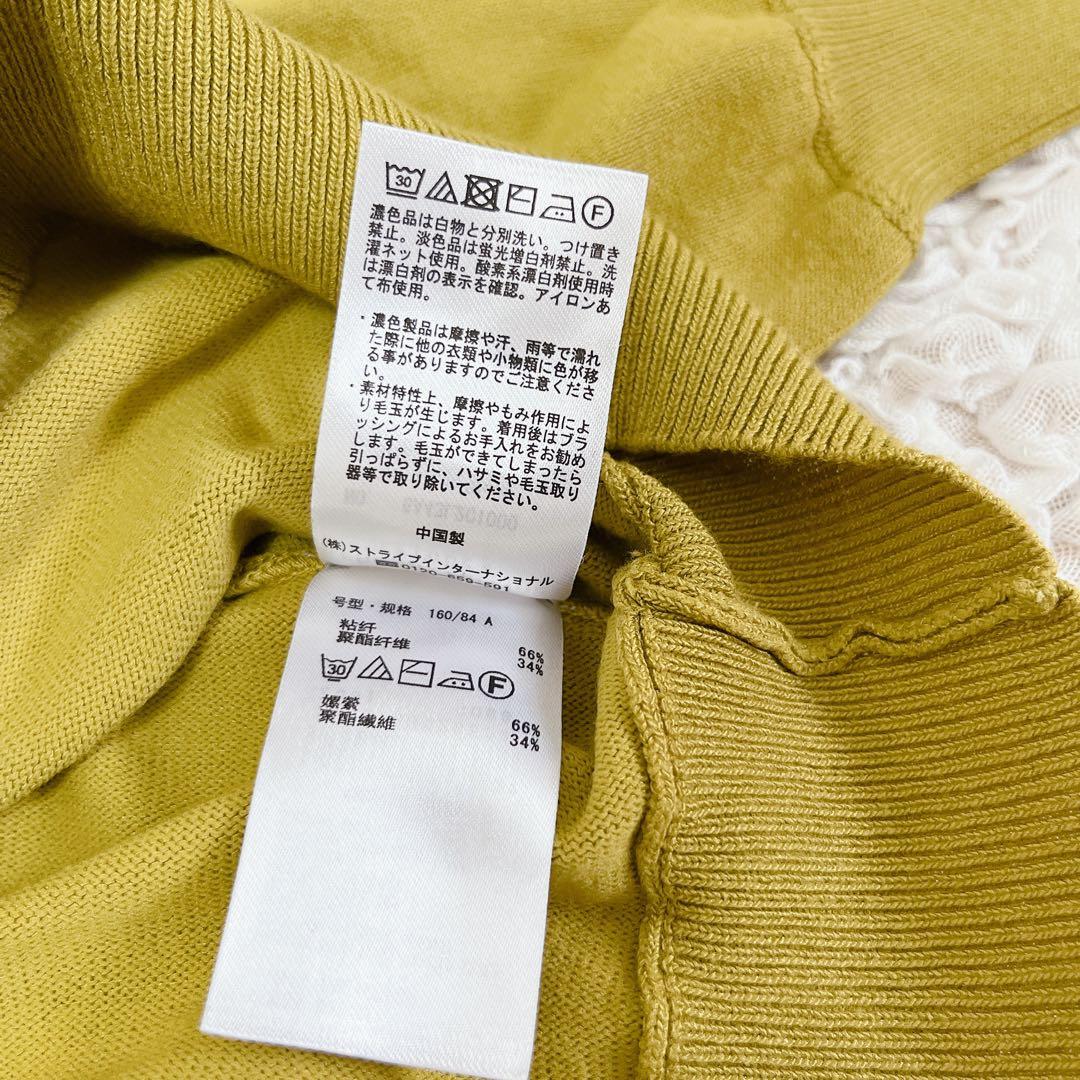 30 F
濃色品は白物と分別洗い。つけ置き
禁止。淡色品は蛍光増白剤禁止。洗
濯ネット使用。酸素系漂白剤使用時
は漂白剤の表示を確認。アイロンあ
て布使用。
・濃色製品は摩擦や汗、雨等で濡れ
た際に他の衣類や小物類に色が移
る事がありますのでご注意くださ
い。
・素材特性上、摩擦やもみ作用によ
り毛玉が生じます。着用後はブラ
ッシングによるお手入れをお勧め
します。毛玉ができてしまったら
引っぱらずに、ハサミや毛玉取り
器等で取り除いてください。
中国製
(株)ストライプインターナショナル
0120-659-591
号型・规格 160/84 A
粘纤 66%
聚酯纤维 34%
30 F
嫘縈 66%
聚酯纖維 34%